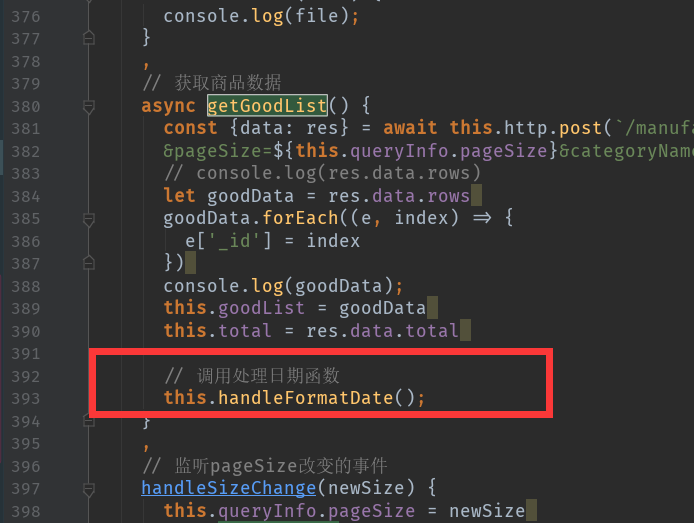 376 console.log(file);
377 }
378 ,
379 // 获取商品数据
380 async getGoodList() {
381 const {data: res} = await this.http.post(`/manufa
382 &pageSize=${this.queryInfo.pageSize}&categoryName
383 // console.log(res.data.rows)
384 let goodData = res.data.rows
385 goodData.forEach((e, index) => {
386 e['_id'] = index
387 })
388 console.log(goodData);
389 this.goodList = goodData
390 this.total = res.data.total
391
392 // 调用处理日期函数
393 this.handleFormatDate();
394 }
395 ,
396 // 监听pageSize改变的事件
397 handleSizeChange(newSize) {
398 this.queryInfo.pageSize = newSize